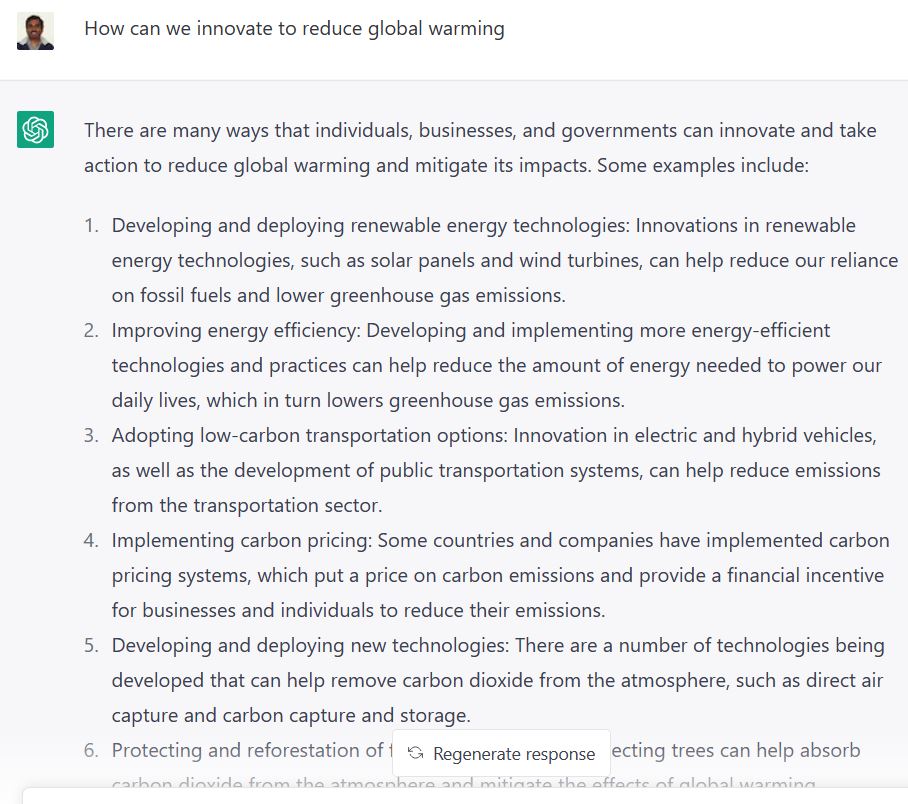 How can we innovate to reduce global warming
There are many ways that individuals, businesses, and governments can innovate and take
action to reduce global warming and mitigate its impacts. Some examples include:
1. Developing and deploying renewable energy technologies: Innovations in renewable
energy technologies, such as solar panels and wind turbines, can help reduce our reliance
on fossil fuels and lower greenhouse gas emissions.
2. Improving energy efficiency: Developing and implementing more energy-efficient
technologies and practices can help reduce the amount of energy needed to power our
daily lives, which in turn lowers greenhouse gas emissions.
3. Adopting low-carbon transportation options: Innovation in electric and hybrid vehicles,
as well as the development of public transportation systems, can help reduce emissions
from the transportation sector.
4. Implementing carbon pricing: Some countries and companies have implemented carbon
pricing systems, which put a price on carbon emissions and provide a financial incentive
for businesses and individuals to reduce their emissions.
5. Developing and deploying new technologies: There are a number of technologies being
developed that can help remove carbon dioxide from the atmosphere, such as direct air
capture and carbon capture and storage.
6. Protecting and reforestation of ecting trees can help absorb
Regenerate response
carbon dioxide from the atmosphere and mitigate the effects of global warming.